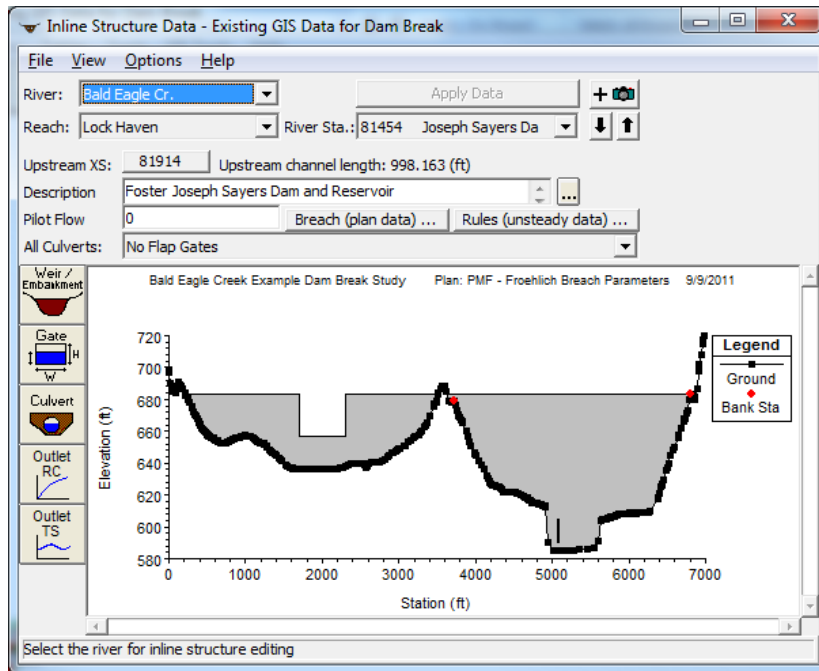 Inline Structure Data - Existing GIS Data for Dam Break
File View Options Help
River: Bald Eagle Cr. Apply Data +
Reach: Lock Haven River Sta.: 81454 Joseph Sayers Da
Upstream XS: 81914 Upstream channel length: 998.163 (ft)
Description Foster Joseph Sayers Dam and Reservoir ...
Pilot Flow 0 Breach (plan data) ... Rules (unsteady data) ...
All Culverts: No Flap Gates
Weir /
Embankment
Gate
H
W
Culvert
Outlet
RC
Outlet
TS
Bald Eagle Creek Example Dam Break Study Plan: PMF - Froehlich Breach Parameters 9/9/2011
720
700
680
660
640
620
600
580
Elevation (ft)
0 1000 2000 3000 4000 5000 6000 7000
Station (ft)
Legend
Ground
Bank Sta
Select the river for inline structure editing